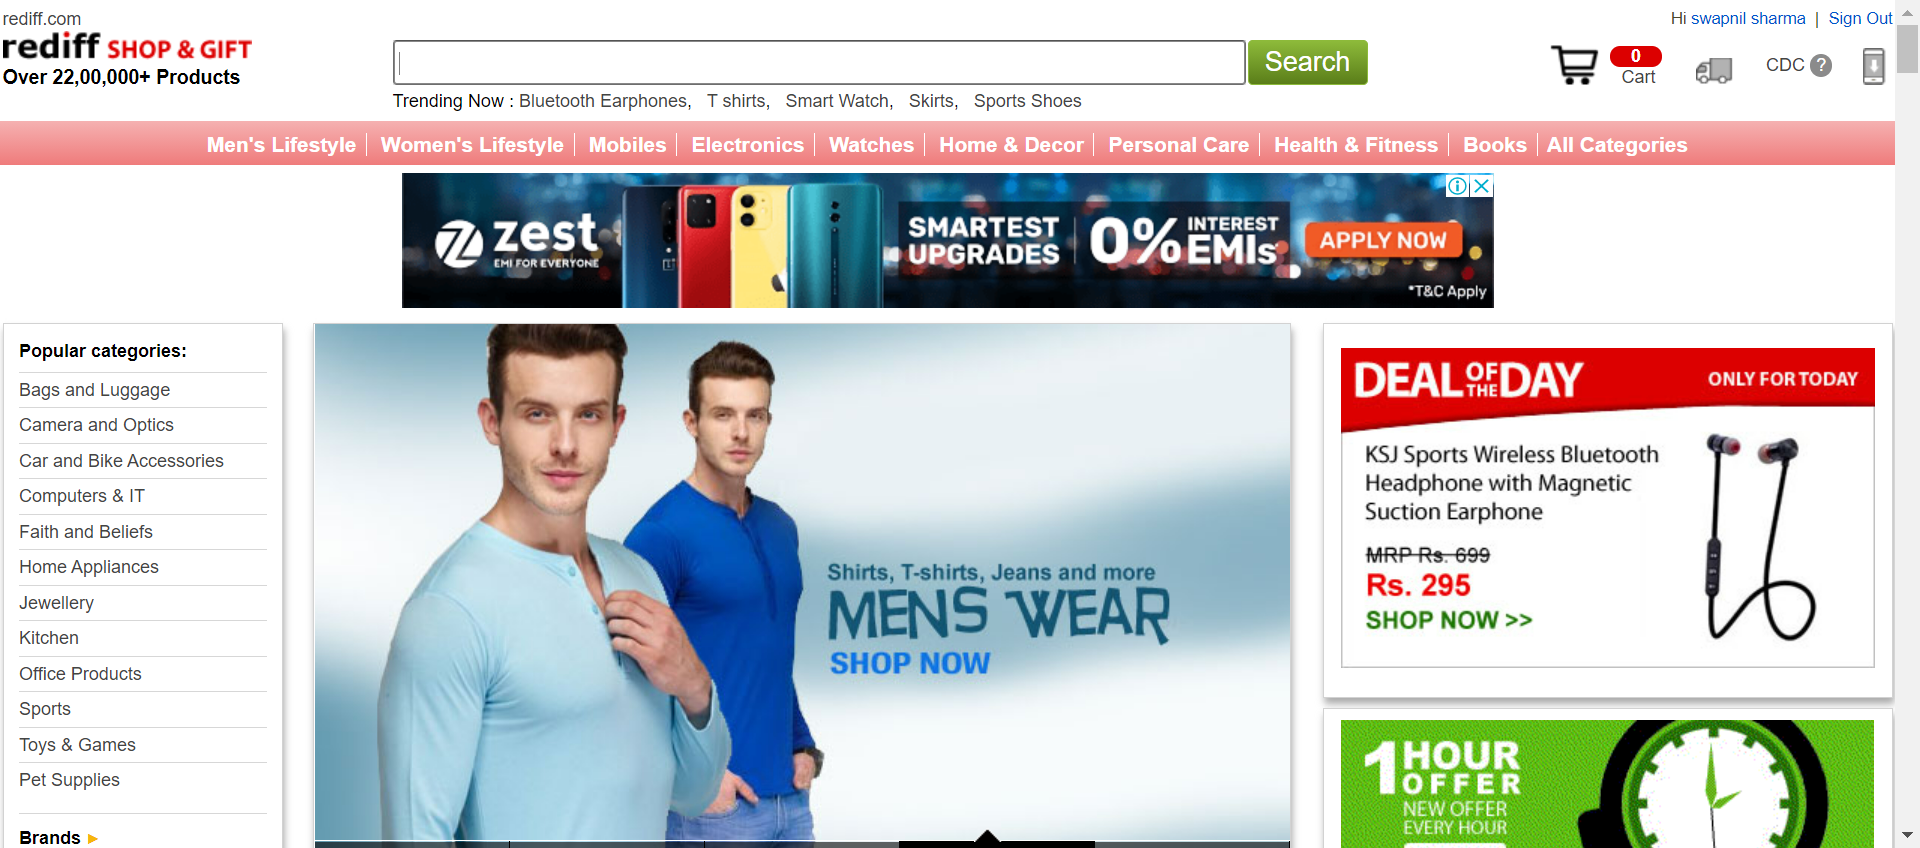 rediff.com
Hi swapnil sharma | Sign Out
rediff SHOP & GIFT
Over 22,00,000+ Products
Search
0
Cart
CDC ?
Trending Now : Bluetooth Earphones, T shirts, Smart Watch, Skirts, Sports Shoes
Men's Lifestyle
Women's Lifestyle
Mobiles
Electronics
Watches
Home & Decor
Personal Care
Health & Fitness
Books
All Categories
zest
EMI FOR EVERYONE
SMARTEST
UPGRADES
0% INTEREST
EMIs*
APPLY NOW
*T&C Apply
Popular categories:
Bags and Luggage
Camera and Optics
Car and Bike Accessories
Computers & IT
Faith and Beliefs
Home Appliances
Jewellery
Kitchen
Office Products
Sports
Toys & Games
Pet Supplies
Brands
Shirts, T-shirts, Jeans and more
MENS WEAR
SHOP NOW
DEAL OF THE DAY
ONLY FOR TODAY
KSJ Sports Wireless Bluetooth
Headphone with Magnetic
Suction Earphone
MRP Rs. 699
Rs. 295
SHOP NOW >>
1 HOUR
OFFER
NEW OFFER
EVERY HOUR